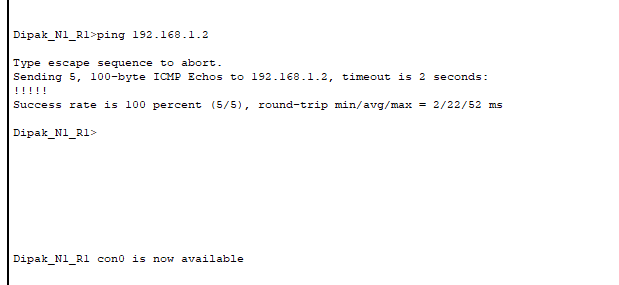 Dipak_N1_R1>ping 192.168.1.2
Type escape sequence to abort.
Sending 5, 100-byte ICMP Echos to 192.168.1.2, timeout is 2 seconds:
!!!!!
Success rate is 100 percent (5/5), round-trip min/avg/max = 2/22/52 ms
Dipak_N1_R1>
Dipak_N1_R1 con0 is now available